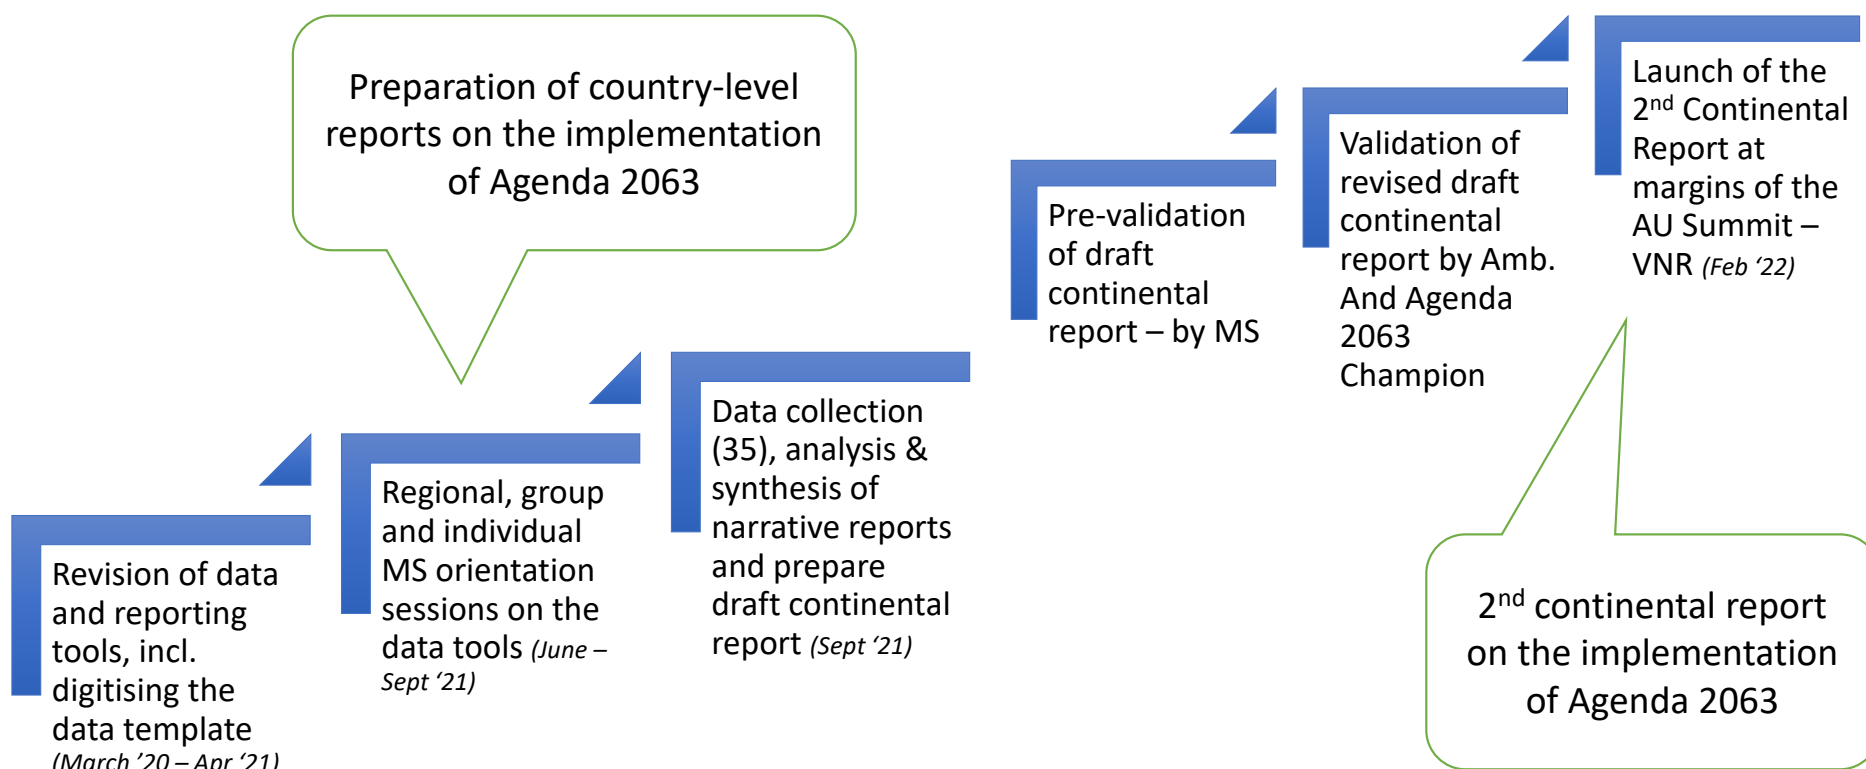 Preparation of country-level
reports on the implementation
of Agenda 2063
Revision of data
and reporting
tools, incl.
digitising the
data template
(March ’20 – Apr ‘21)
Regional, group
and individual
MS orientation
sessions on the
data tools (June –
Sept ‘21)
Data collection
(35), analysis &
synthesis of
narrative reports
and prepare
draft continental
report (Sept ‘21)
Pre-validation
of draft
continental
report – by MS
Validation of
revised draft
continental
report by Amb.
And Agenda
2063
Champion
Launch of the
2nd Continental
Report at
margins of the
AU Summit –
VNR (Feb ‘22)
2nd continental report
on the implementation
of Agenda 2063